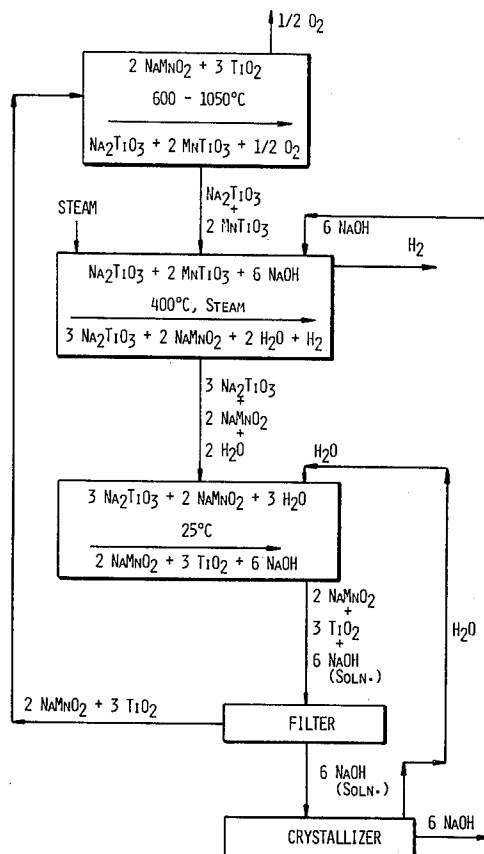 1/2 O2
2 NaMnO2 + 3 TiO2
600 - 1050°C
Na2TiO3 + 2 MnTiO3 + 1/2 O2
Na2TiO3
+
2 MnTiO3
STEAM
6 NaOH
H2
Na2TiO3 + 2 MnTiO3 + 6 NaOH
400°C, STEAM
3 Na2TiO3 + 2 NaMnO2 + 2 H2O + H2
3 Na2TiO3
+
2 NaMnO2
+
2 H2O
H2O
3 Na2TiO3 + 2 NaMnO2 + 3 H2O
25°C
2 NaMnO2 + 3 TiO2 + 6 NaOH
2 NaMnO2
+
3 TiO2
+
6 NaOH
(SOLN.)
H2O
2 NaMnO2 + 3 TiO2
FILTER
6 NaOH
(SOLN.)
CRYSTALLIZER
6 NaOH